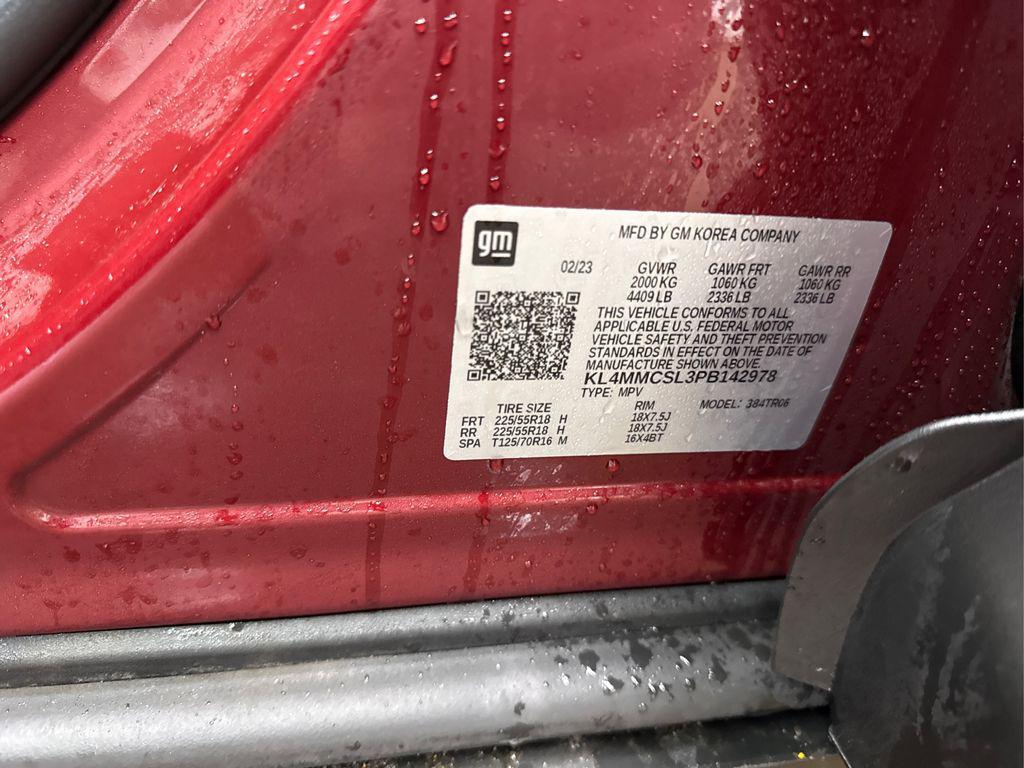 gm
MFD BY GM KOREA COMPANY
02/23 GVWR GAWR FRT GAWR RR
2000 KG 1060 KG 1060 KG
4409 LB 2336 LB 2336 LB
THIS VEHICLE CONFORMS TO ALL
APPLICABLE U.S. FEDERAL MOTOR
VEHICLE SAFETY AND THEFT PREVENTION
STANDARDS IN EFFECT ON THE DATE OF
MANUFACTURE SHOWN ABOVE.
KL4MMCSL3PB142978
TYPE: MPV MODEL: 384TR06
TIRE SIZE RIM
FRT 225/55R18 H 18X7.5J
RR 225/55R18 H 18X7.5J
SPA T125/70R16 M 16X4BT